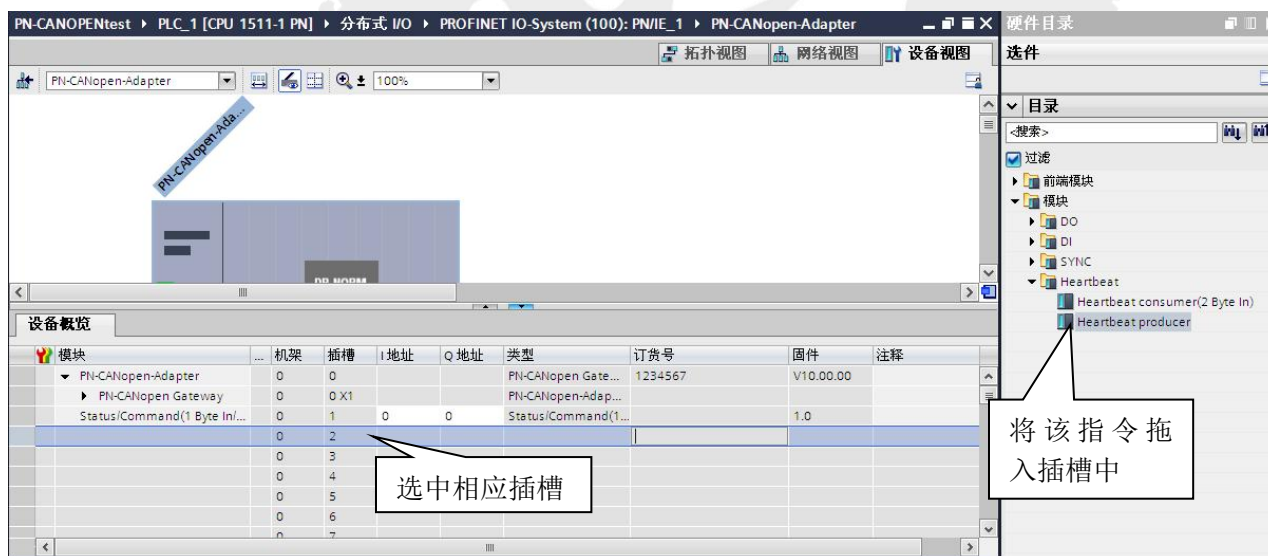 PN-CANOPENtest ▸ PLC_1 [CPU 1511-1 PN] ▸ 分布式 I/O ▸ PROFINET IO-System (100): PN/IE_1 ▸ PN-CANopen-Adapter
硬件目录
拓扑视图 网络视图 设备视图
选件
PN-CANopen-Adapter 100%
目录
<搜索>
过滤
前端模块
模块
DO
DI
SYNC
Heartbeat
Heartbeat consumer(2 Byte In)
Heartbeat producer
PN-CANopen-Ada...
DP-NORM
设备概览
模块 ... 机架 插槽 I 地址 Q 地址 类型 订货号 固件 注释
PN-CANopen-Adapter 0 0 PN-CANopen Gate... 1234567 V10.00.00
PN-CANopen Gateway 0 0 X1 PN-CANopen-Adap...
Status/Command(1 Byte In/... 0 1 0 0 Status/Command(1... 1.0
0 2
0 3
0 4
0 5
0 6
0 7
选中相应插槽
将该指令拖
入插槽中